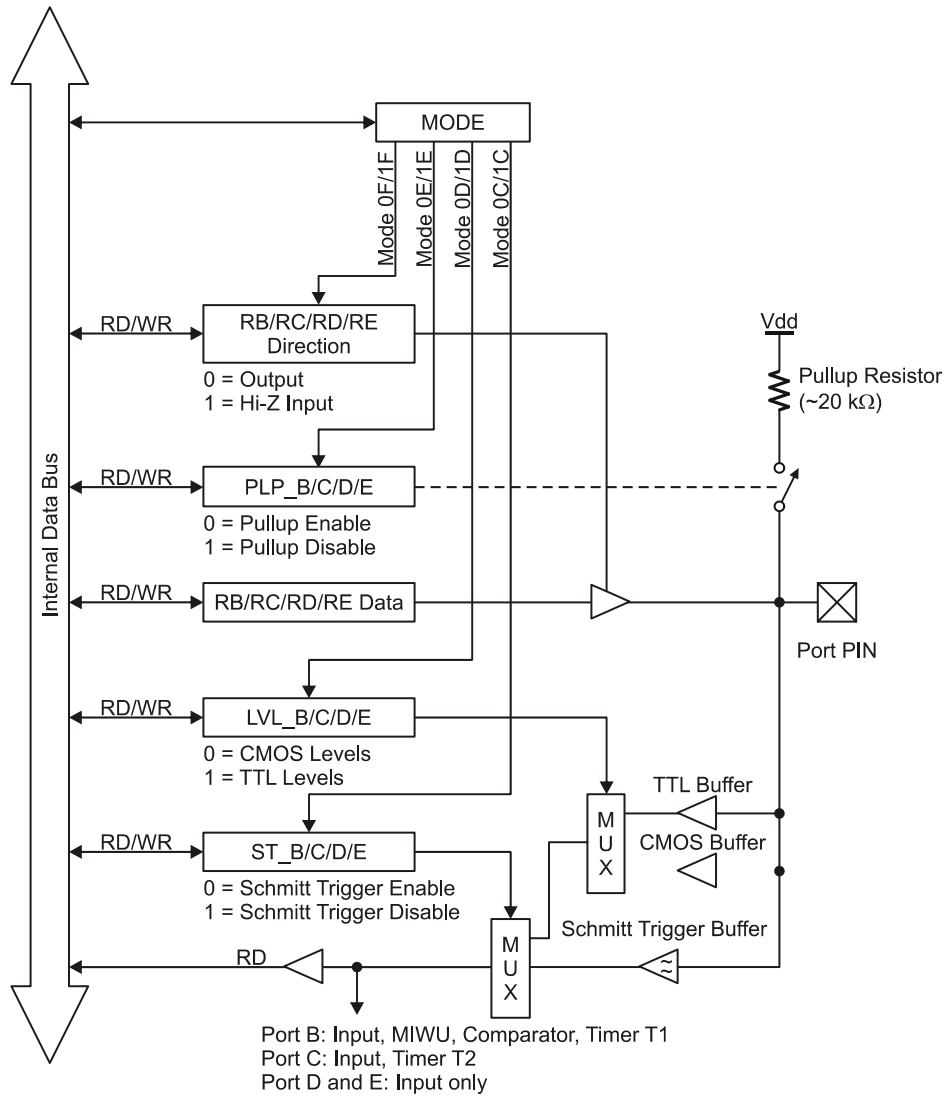 MODE
Mode 0F/1F
Mode 0E/1E
Mode 0D/1D
Mode 0C/1C
Internal Data Bus
RD/WR
RB/RC/RD/RE
Direction
0 = Output
1 = Hi-Z Input
Vdd
Pullup Resistor
(~20 kΩ)
RD/WR
PLP_B/C/D/E
0 = Pullup Enable
1 = Pullup Disable
RD/WR
RB/RC/RD/RE Data
Port PIN
RD/WR
LVL_B/C/D/E
0 = CMOS Levels
1 = TTL Levels
TTL Buffer
MUX
CMOS Buffer
RD/WR
ST_B/C/D/E
0 = Schmitt Trigger Enable
1 = Schmitt Trigger Disable
Schmitt Trigger Buffer
MUX
RD
Port B: Input, MIWU, Comparator, Timer T1
Port C: Input, Timer T2
Port D and E: Input only